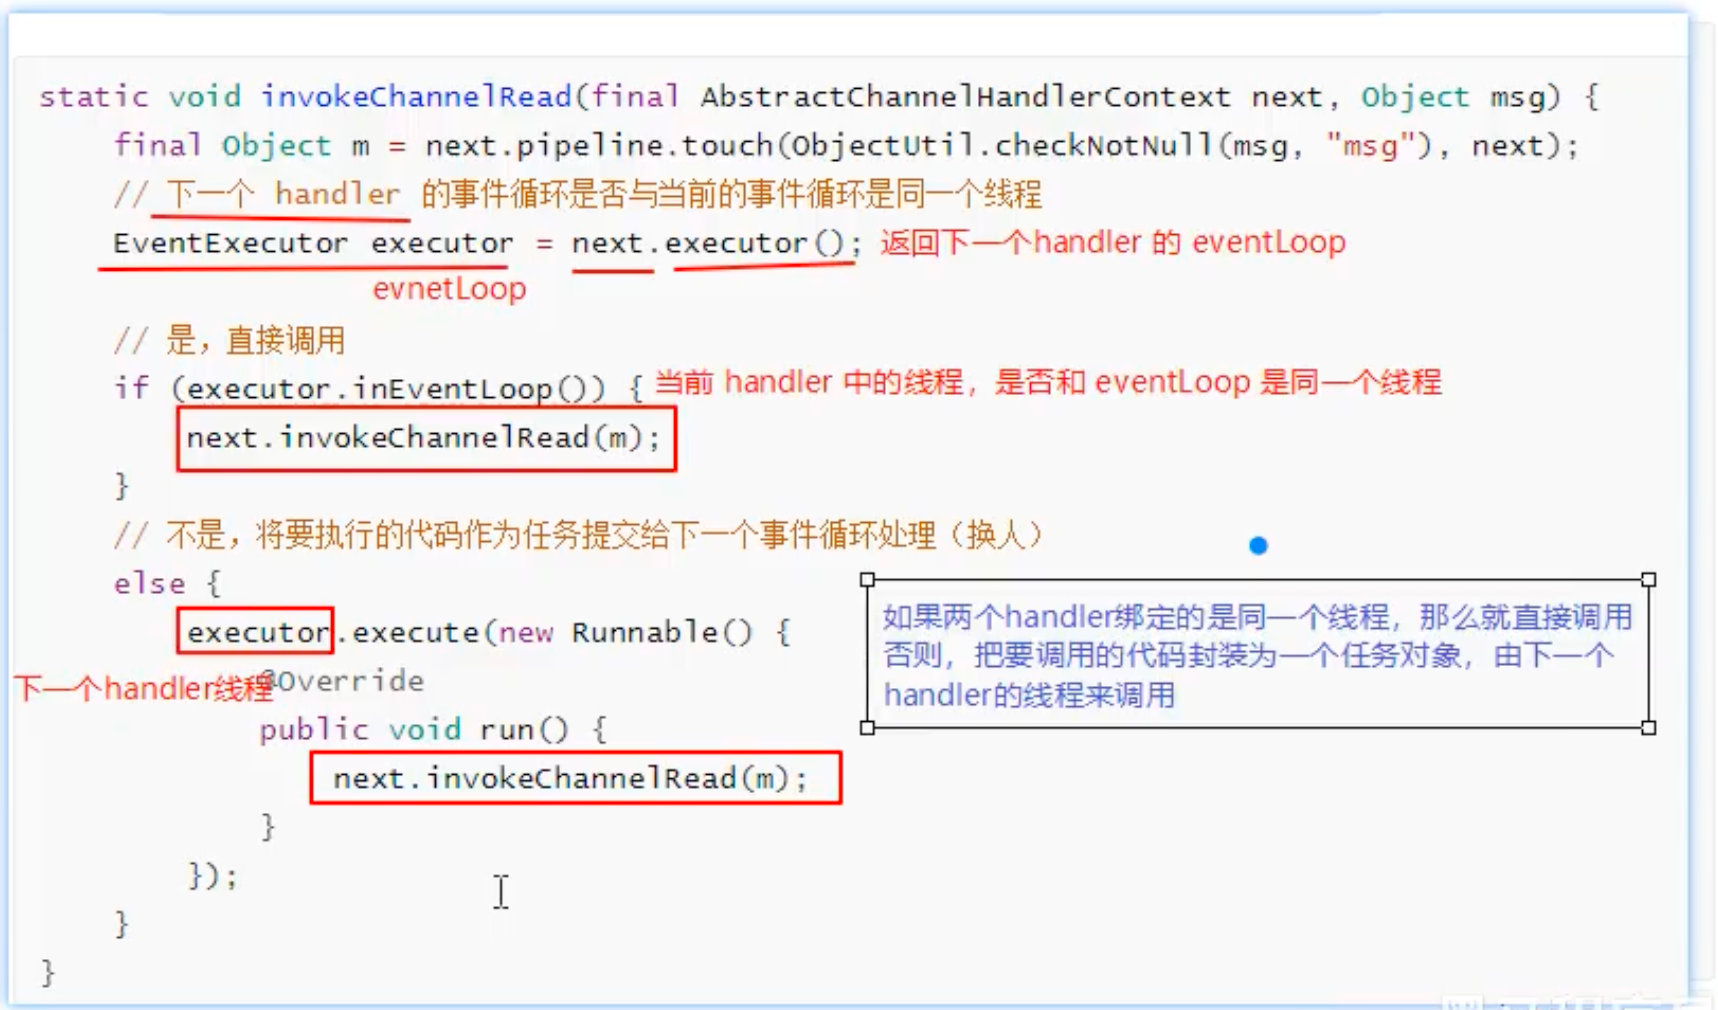 static void invokeChannelRead(final AbstractChannelHandlerContext next, Object msg) {
final Object m = next.pipeline.touch(ObjectUtil.checkNotNull(msg, "msg"), next);
// 下一个 handler 的事件循环是否与当前的事件循环是同一个线程
EventExecutor executor = next.executor(); 返回下一个handler 的 eventLoop
evnetLoop
// 是，直接调用
if (executor.inEventLoop()) { 当前 handler 中的线程，是否和 eventLoop 是同一个线程
next.invokeChannelRead(m);
}
// 不是，将要执行的代码作为任务提交给下一个事件循环处理（换人）
else {
executor.execute(new Runnable() {
下一个handler线程
@Override
public void run() {
next.invokeChannelRead(m);
}
});
}
}
如果两个handler绑定的是同一个线程，那么就直接调用
否则，把要调用的代码封装为一个任务对象，由下一个
handler的线程来调用